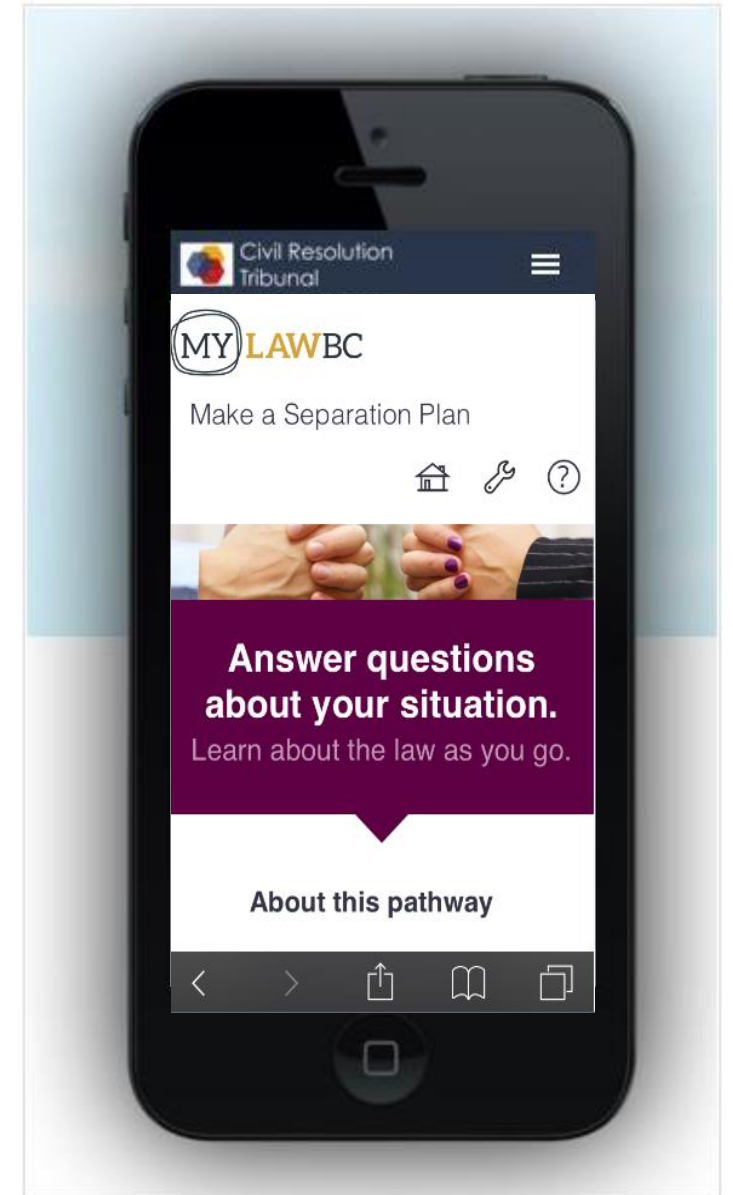 Civil Resolution
Tribunal
MY LAWBC
Make a Separation Plan
?
Answer questions
about your situation.
Learn about the law as you go.
About this pathway